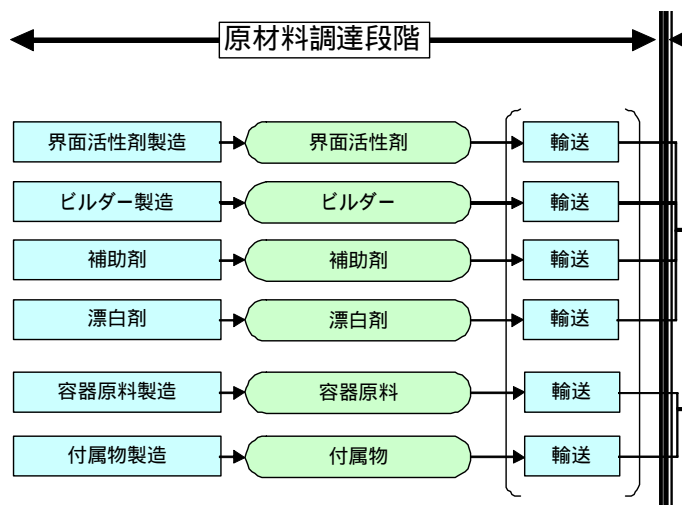 原材料調達段階
界面活性剤製造 界面活性剤 輸送
ビルダー製造 ビルダー 輸送
補助剤 補助剤 輸送
漂白剤 漂白剤 輸送
容器原料製造 容器原料 輸送
付属物製造 付属物 輸送